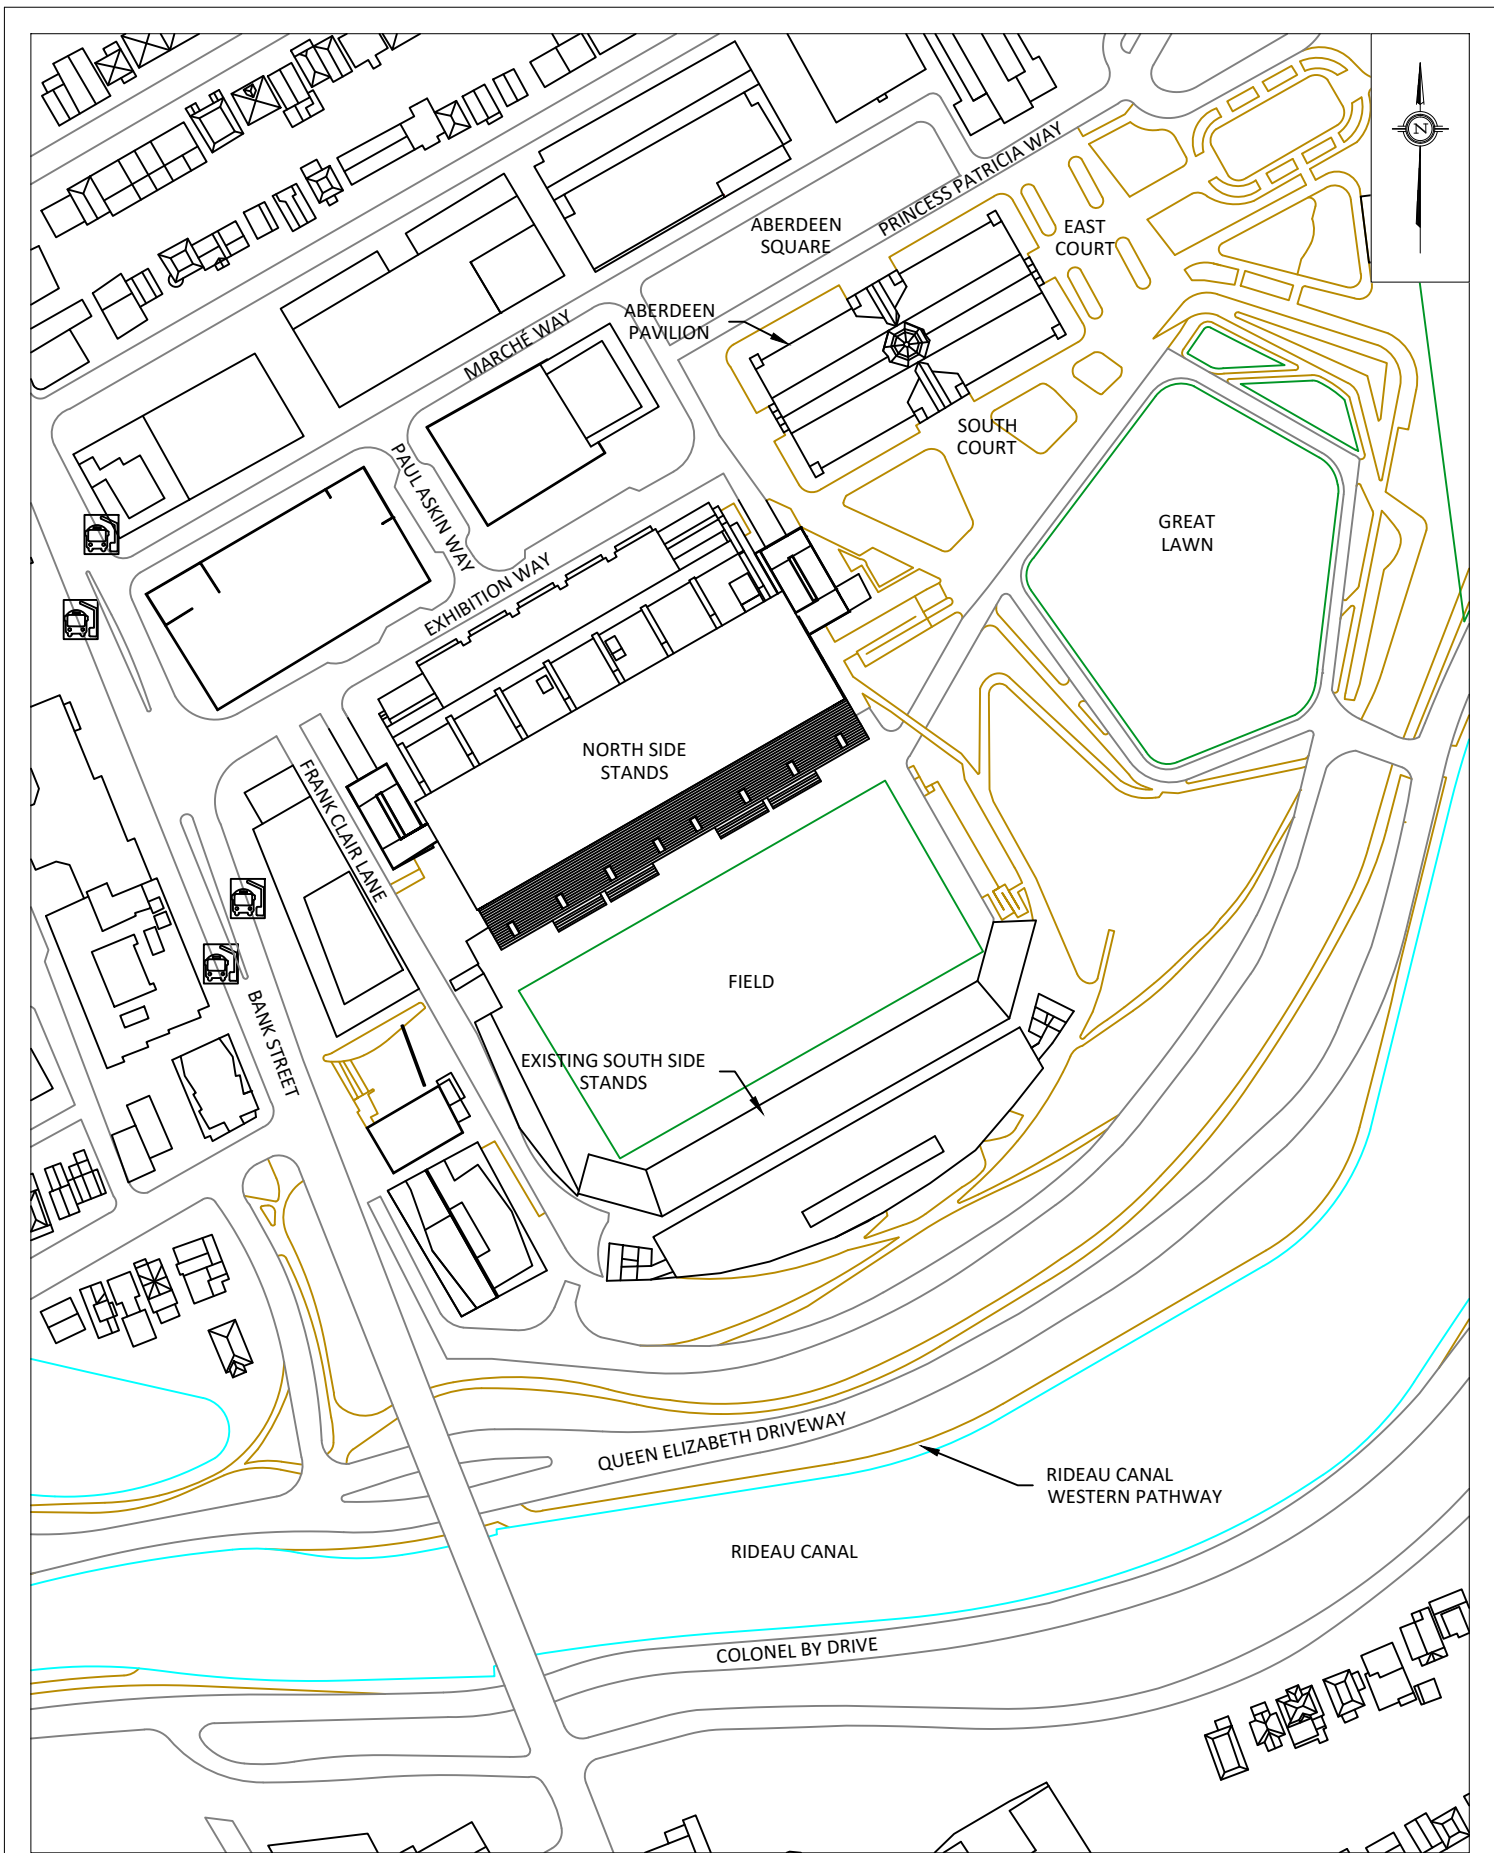 N
PRINCESS PATRICIA WAY
ABERDEEN
SQUARE
EAST
COURT
ABERDEEN
PAVILION
MARCHÉ WAY
SOUTH
COURT
PAUL ASKIN WAY
GREAT
LAWN
EXHIBITION WAY
NORTH SIDE
STANDS
FRANK CLAIR LANE
FIELD
BANK STREET
EXISTING SOUTH SIDE
STANDS
QUEEN ELIZABETH DRIVEWAY
RIDEAU CANAL
WESTERN PATHWAY
RIDEAU CANAL
COLONEL BY DRIVE